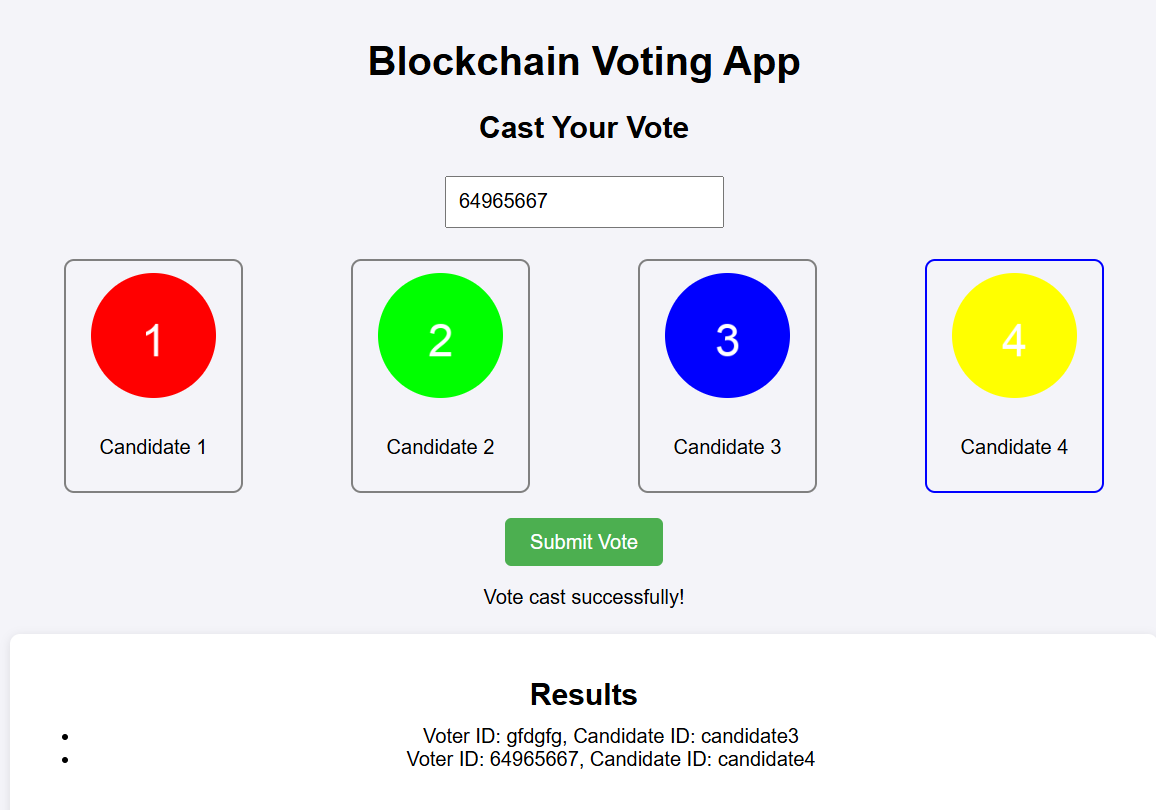 Blockchain Voting App
Cast Your Vote
64965667
1 2 3 4
Candidate 1 Candidate 2 Candidate 3 Candidate 4
Submit Vote
Vote cast successfully!
Results
Voter ID: gfdgfg, Candidate ID: candidate3
Voter ID: 64965667, Candidate ID: candidate4